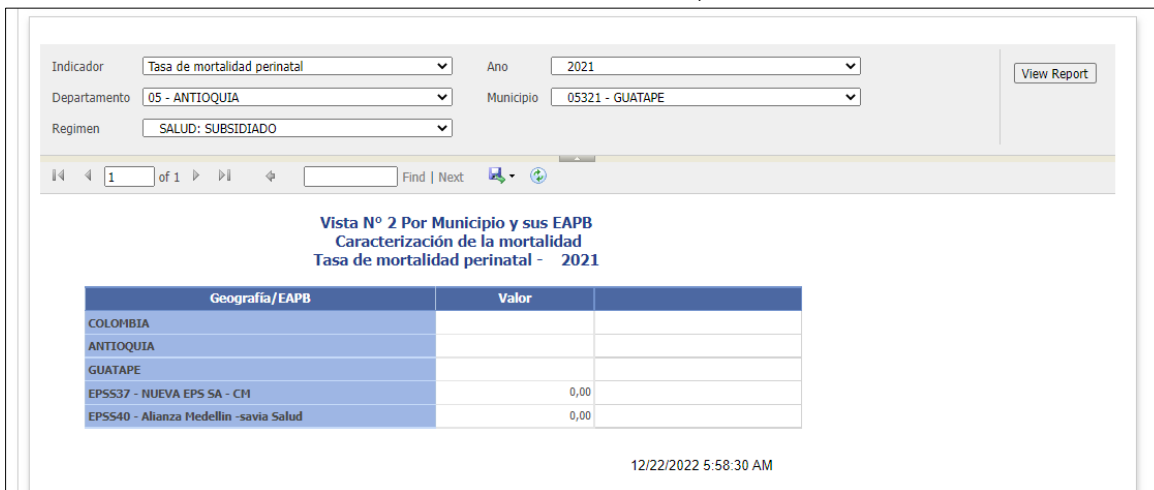 Indicador Tasa de mortalidad perinatal Ano 2021 View Report
Departamento 05 - ANTIOQUIA Municipio 05321 - GUATAPE
Regimen SALUD: SUBSIDIADO
1 of 1 Find | Next
Vista N° 2 Por Municipio y sus EAPB
Caracterización de la mortalidad
Tasa de mortalidad perinatal - 2021
Geografía/EAPB Valor
COLOMBIA
ANTIOQUIA
GUATAPE
EPSS37 - NUEVA EPS SA - CM 0,00
EPSS40 - Alianza Medellin -savia Salud 0,00
12/22/2022 5:58:30 AM